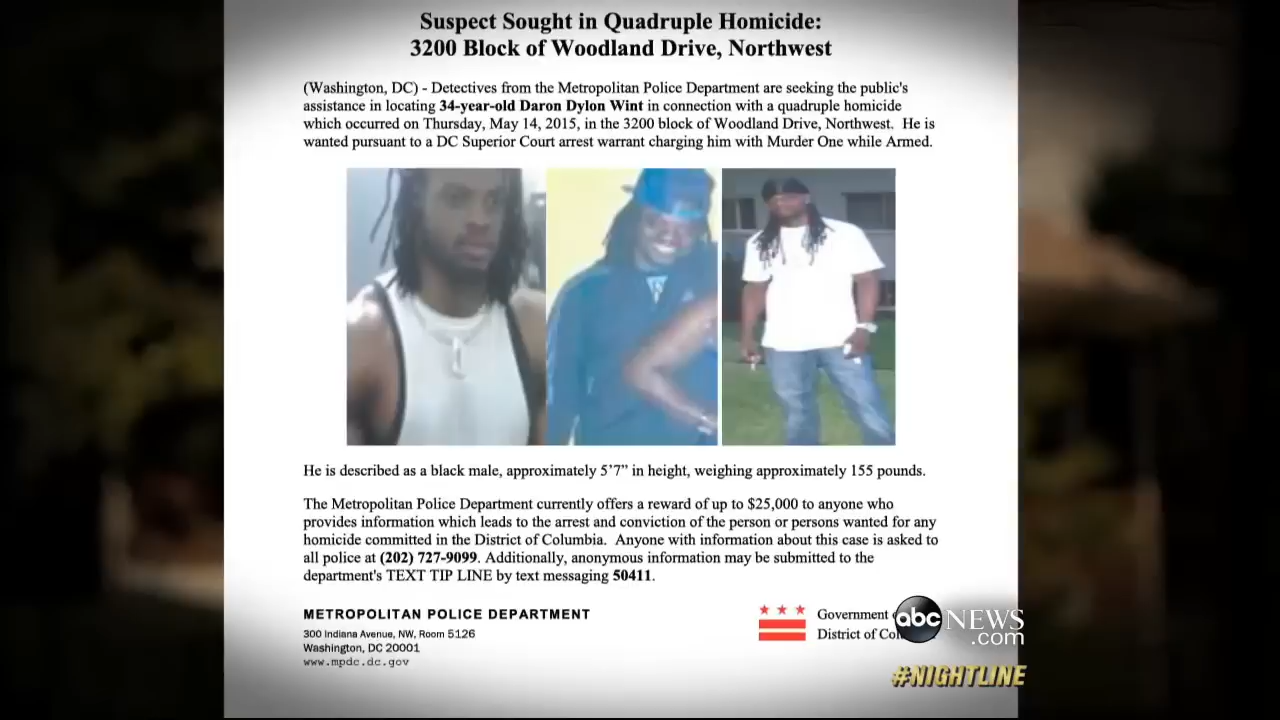 Suspect Sought in Quadruple Homicide:
3200 Block of Woodland Drive, Northwest
(Washington, DC) - Detectives from the Metropolitan Police Department are seeking the public's
assistance in locating 34-year-old Daron Dylon Wint in connection with a quadruple homicide
which occurred on Thursday, May 14, 2015, in the 3200 block of Woodland Drive, Northwest. He is
wanted pursuant to a DC Superior Court arrest warrant charging him with Murder One while Armed.
He is described as a black male, approximately 5’7” in height, weighing approximately 155 pounds.
The Metropolitan Police Department currently offers a reward of up to $25,000 to anyone who
provides information which leads to the arrest and conviction of the person or persons wanted for any
homicide committed in the District of Columbia. Anyone with information about this case is asked to
all police at (202) 727-9099. Additionally, anonymous information may be submitted to the
department's TEXT TIP LINE by text messaging 50411.
METROPOLITAN POLICE DEPARTMENT
300 Indiana Avenue, NW, Room 5126
Washington, DC 20001
www.mpdc.dc.gov
Government
District of
abc NEWS
.com
#NIGHTLINE